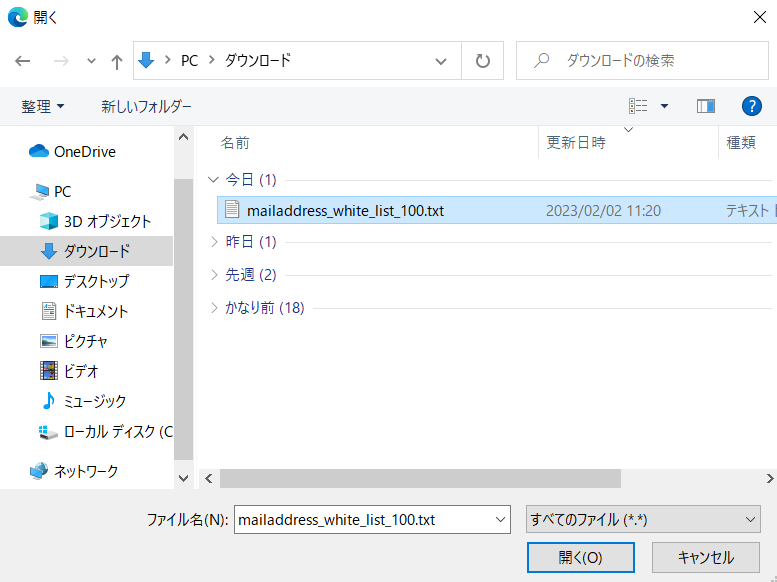 開く
PC ダウンロード
ダウンロードの検索
整理 新しいフォルダー
?
名前 更新日時 種類
OneDrive
PC
3D オブジェクト
ダウンロード
デスクトップ
ドキュメント
ピクチャ
ビデオ
ミュージック
ローカル ディスク (C
ネットワーク
今日 (1)
mailaddress_white_list_100.txt 2023/02/02 11:20 テキスト
昨日 (1)
先週 (2)
かなり前 (18)
ファイル名(N): mailaddress_white_list_100.txt すべてのファイル (*.*)
開く(O) キャンセル